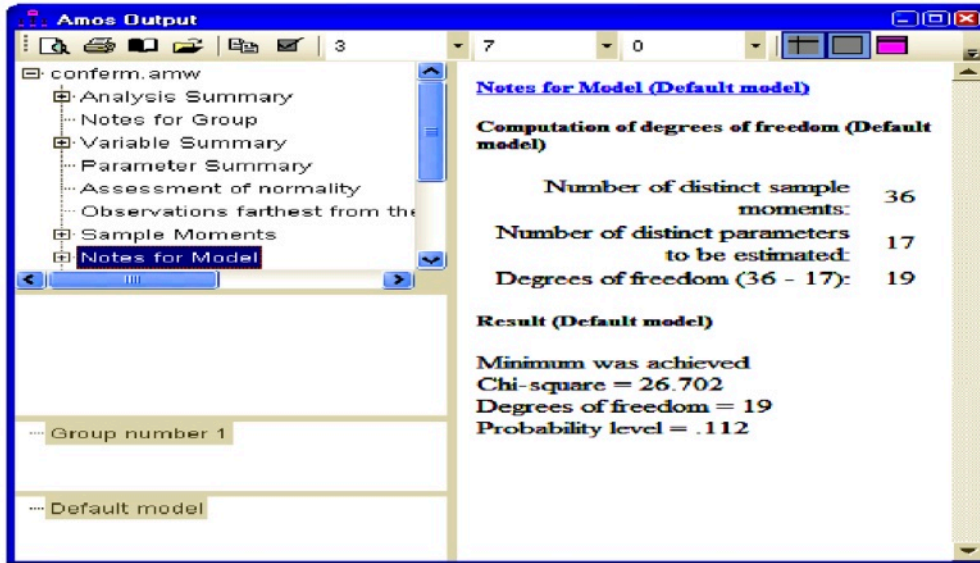 Amos Output
3 7 0
conferm.amw
Analysis Summary
Notes for Group
Variable Summary
Parameter Summary
Assessment of normality
Observations farthest from the
Sample Moments
Notes for Model
Group number 1
Default model
Notes for Model (Default model)
Computation of degrees of freedom (Default
model)
Number of distinct sample
moments: 36
Number of distinct parameters
to be estimated: 17
Degrees of freedom (36 - 17): 19
Result (Default model)
Minimum was achieved
Chi-square = 26.702
Degrees of freedom = 19
Probability level = .112